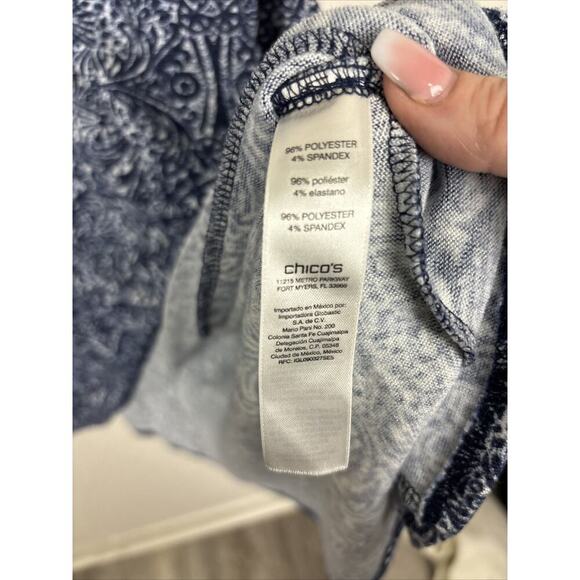 96% POLYESTER
4% SPANDEX
96% poliéster
4% elastano
96% POLYESTER
4% SPANDEX
chico's
11215 METRO PARKWAY
FORT MYERS, FL 33966
Importado en México por:
Importadora Globastic
S.A. de C.V.
Mario Pani No. 200
Colonia Santa Fe Cuajimalpa
Delegación Cuajimalpa
de Morelos, C.P. 05348
Ciudad de México, México
RFC: IGL090327SE5